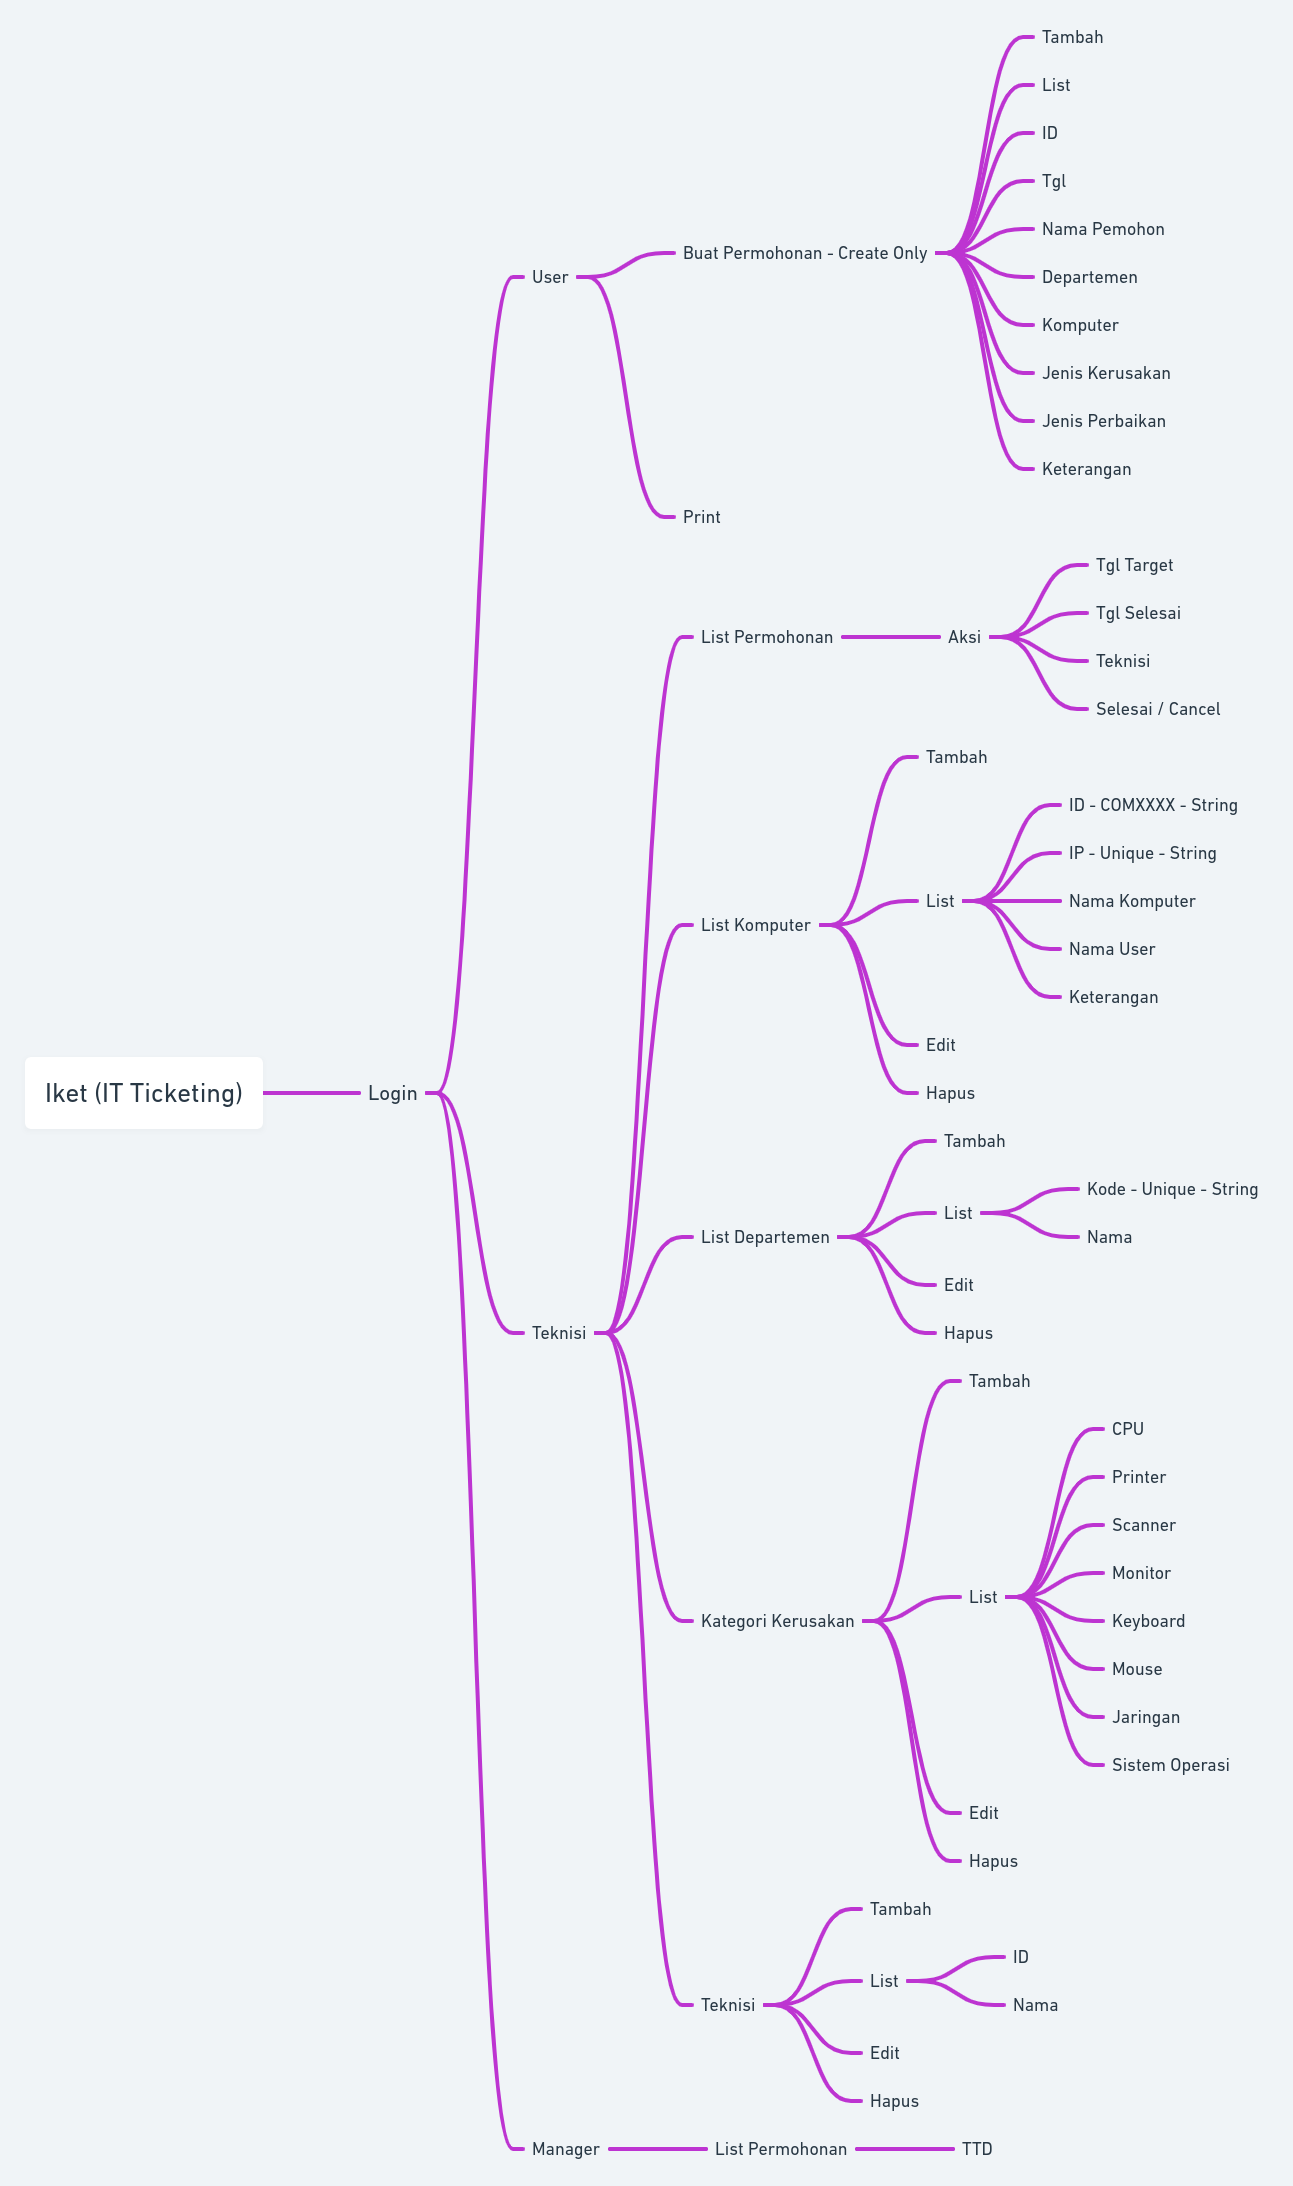 Iket (IT Ticketing)
Login
User
Buat Permohonan - Create Only
Tambah
List
ID
Tgl
Nama Pemohon
Departemen
Komputer
Jenis Kerusakan
Jenis Perbaikan
Keterangan
Print
Teknisi
List Permohonan
Aksi
Tgl Target
Tgl Selesai
Teknisi
Selesai / Cancel
List Komputer
Tambah
List
ID - COMXXXX - String
IP - Unique - String
Nama Komputer
Nama User
Keterangan
Edit
Hapus
List Departemen
Tambah
List
Kode - Unique - String
Nama
Edit
Hapus
Kategori Kerusakan
Tambah
List
CPU
Printer
Scanner
Monitor
Keyboard
Mouse
Jaringan
Sistem Operasi
Edit
Hapus
Teknisi
Tambah
List
ID
Nama
Edit
Hapus
Manager
List Permohonan
TTD